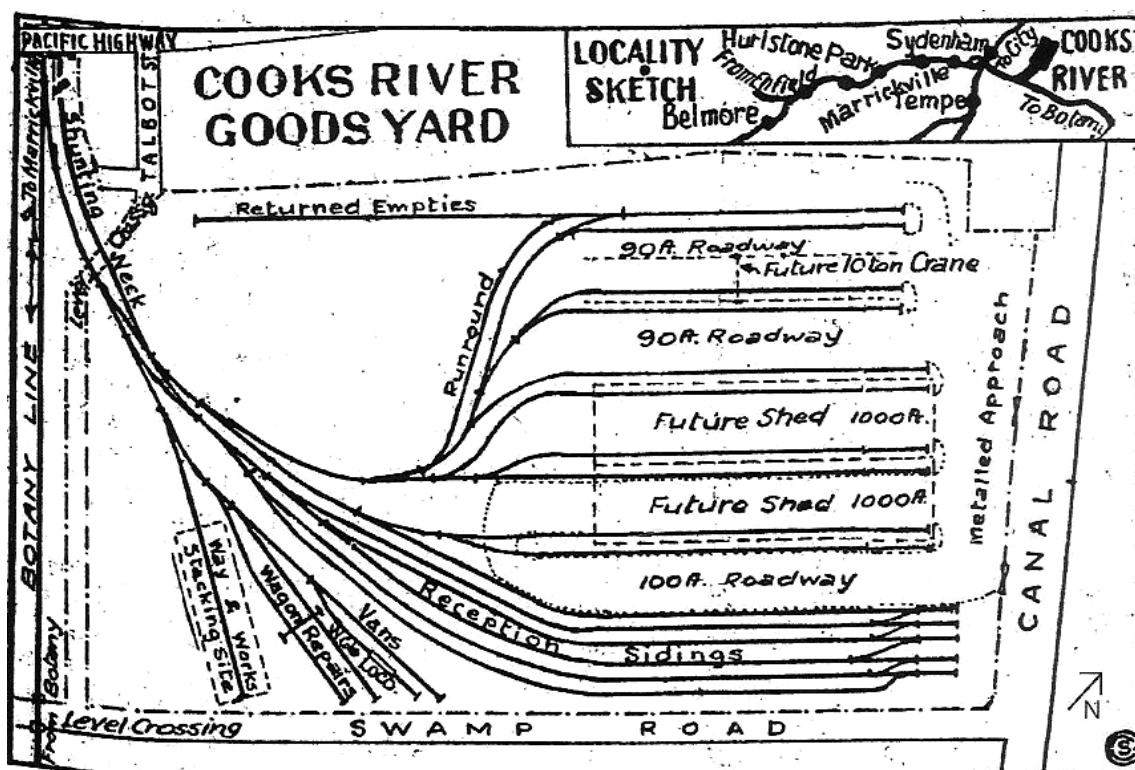 PACIFIC HIGHWAY
TALBOT ST
COOKS RIVER
GOODS YARD
LOCALITY
SKETCH
From Enfield
Hurlstone Park
Sydenham
To City
COOKS
RIVER
Belmore
Marrickville
Tempe
To Botany
To Marrickville
Shunting
Neck
Returned Empties
90ft. Roadway
Future 10 ton Crane
Runround
90ft. Roadway
Future Shed 1000ft.
Future Shed 1000ft.
100ft. Roadway
Metalled Approach
CANAL ROAD
BOTANY LINE
Reception
Sidings
Way & Works
Stacking Site
Wagon
Repairs
Vans
Loco.
From Botany
Level Crossing
SWAMP ROAD
N
S